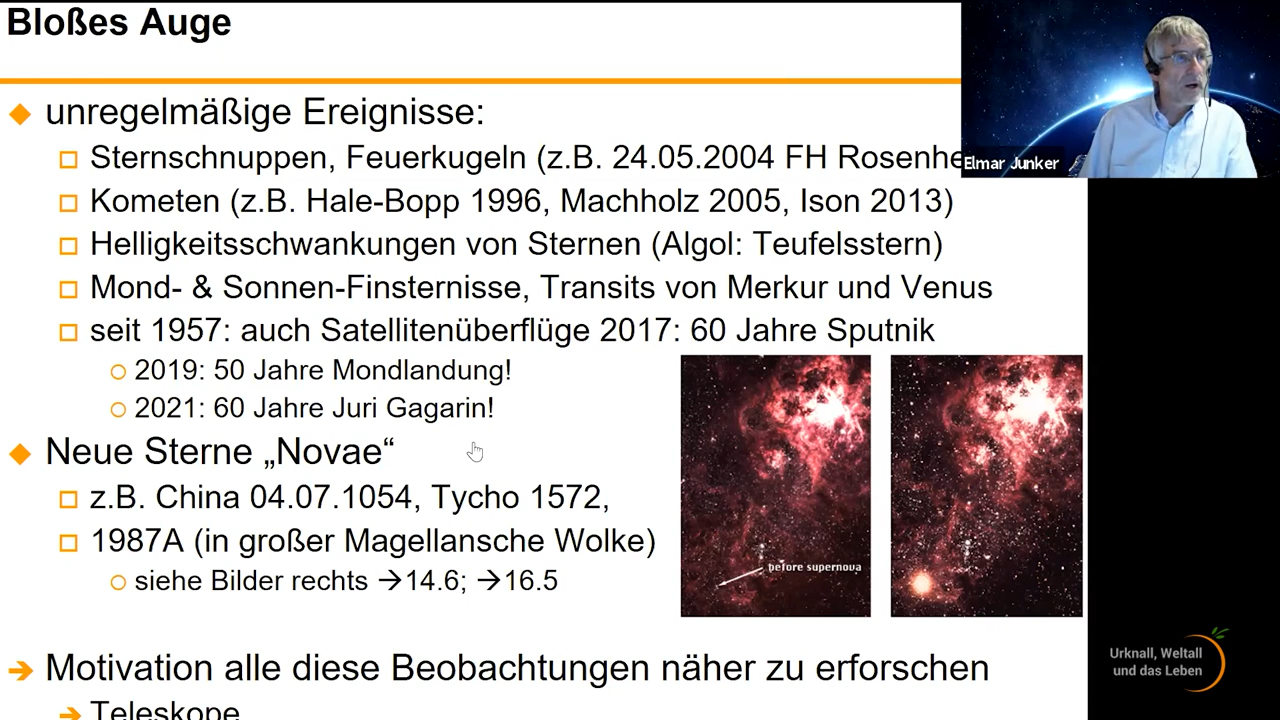 Bloßes Auge
unregelmäßige Ereignisse:
Sternschnuppen, Feuerkugeln (z.B. 24.05.2004 FH
Kometen (z.B. Hale-Bopp 1996, Machholz 2005, Ison 2013)
Helligkeitsschwankungen von Sternen (Algol: Teufelsstern)
Mond- & Sonnen-Finsternisse, Transits von Merkur und Venus
seit 1957: auch Satellitenüberflüge 2017: 60 Jahre Sputnik
2019: 50 Jahre Mondlandung!
2021: 60 Jahre Juri Gagarin!
Neue Sterne „Novae“
z.B. China 04.07.1054, Tycho 1572,
1987A (in großer Magellansche Wolke)
siehe Bilder rechts →14.6; →16.5
before supernova
Motivation alle diese Beobachtungen näher zu erforschen
Teleskope
Elmar Junker
Urknall, Weltall
und das Leben